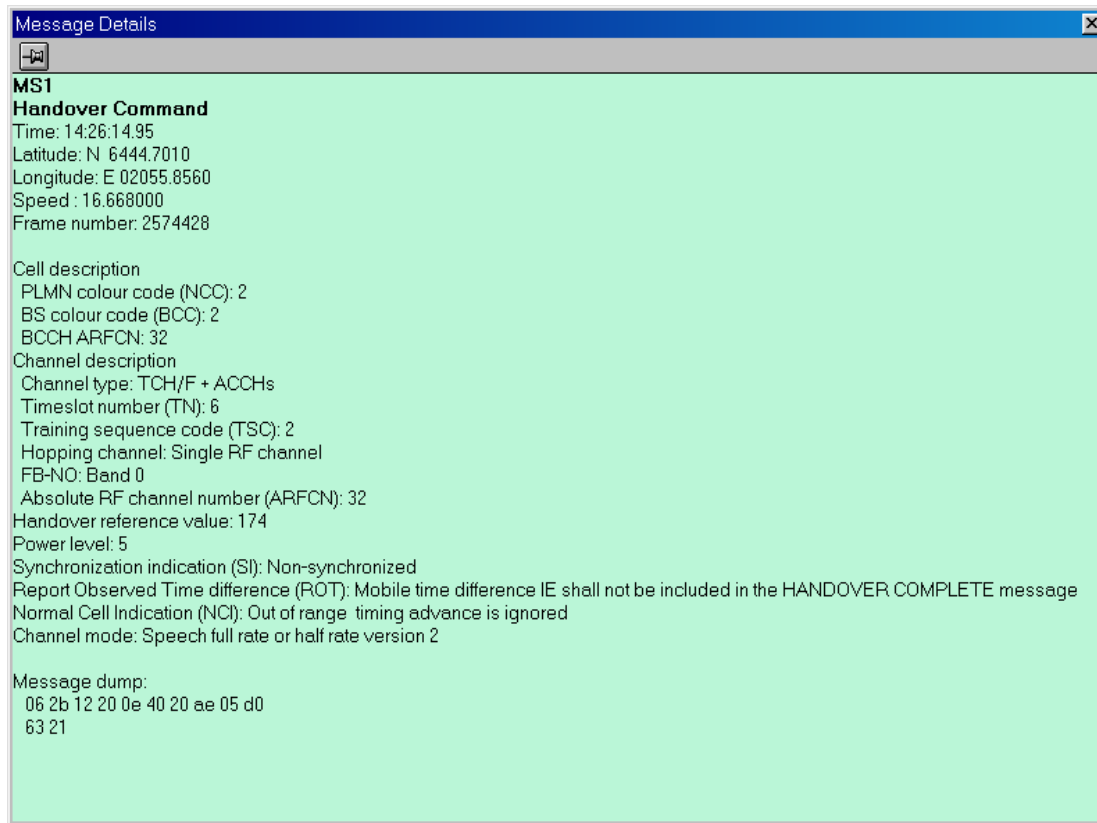 Message Details
MS1
Handover Command
Time: 14:26:14.95
Latitude: N  6444.7010
Longitude: E 02055.8560
Speed : 16.668000
Frame number: 2574428
Cell description
PLMN colour code (NCC): 2
BS colour code (BCC): 2
BCCH ARFCN: 32
Channel description
Channel type: TCH/F + ACCHs
Timeslot number (TN): 6
Training sequence code (TSC): 2
Hopping channel: Single RF channel
FB-NO: Band 0
Absolute RF channel number (ARFCN): 32
Handover reference value: 174
Power level: 5
Synchronization indication (SI): Non-synchronized
Report Observed Time difference (ROT): Mobile time difference IE shall not be included in the HANDOVER COMPLETE message
Normal Cell Indication (NCI): Out of range  timing advance is ignored
Channel mode: Speech full rate or half rate version 2
Message dump:
06 2b 12 20 0e 40 20 ae 05 d0
63 21